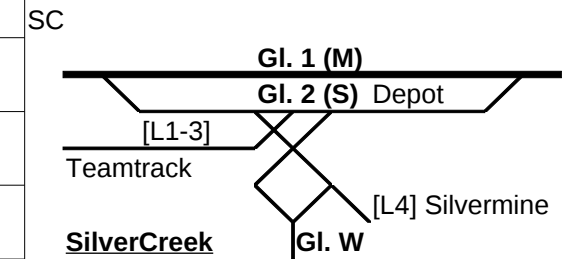 SC
Gl. 1 (M)
Gl. 2 (S) Depot
[L1-3]
Teamtrack
[L4] Silvermine
SilverCreek Gl. W